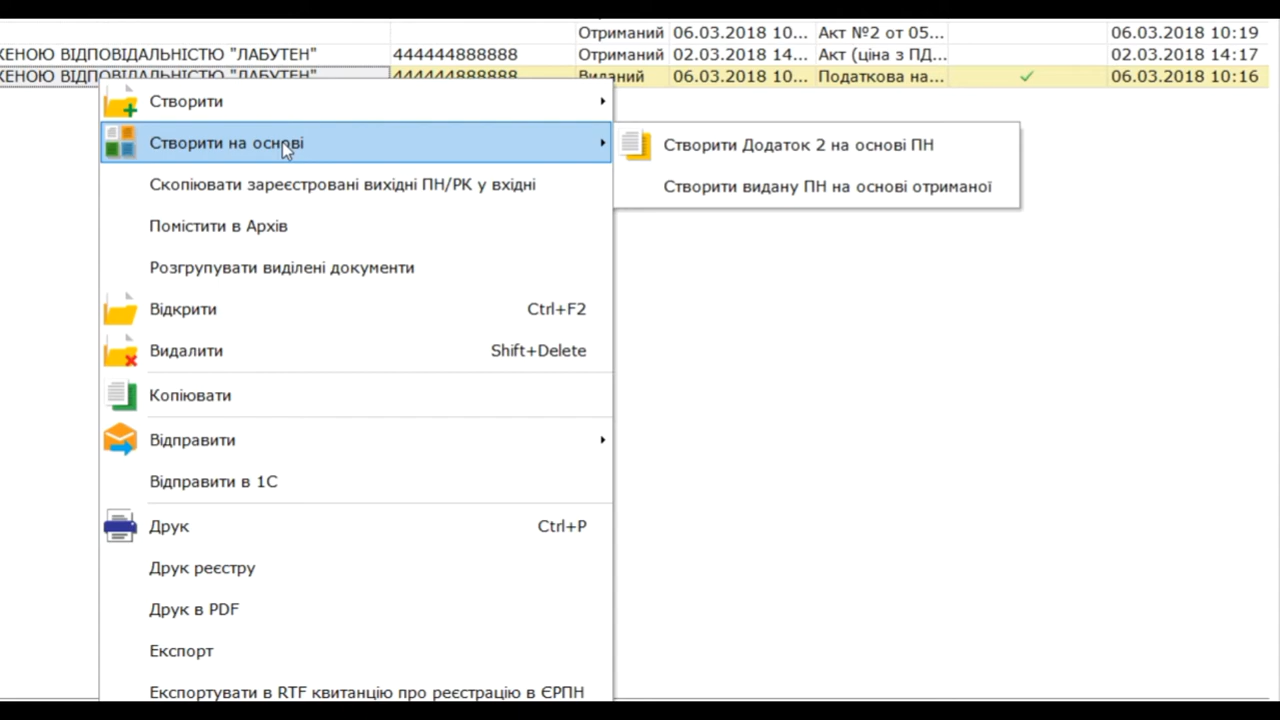 Отриманий 06.03.2018 10... Акт №2 от 05... 06.03.2018 10:19
ЖЕНОЮ ВІДПОВІДАЛЬНІСТЮ "ЛАБУТЕН" 444444888888 Отриманий 02.03.2018 14... Акт (ціна з ПД... 02.03.2018 14:17
ЖЕНОЮ ВІДПОВІДАЛЬНІСТЮ "ЛАБУТЕН" 444444888888 Виданий 06.03.2018 10... Податкова на... 06.03.2018 10:16
Створити
Створити на основі
Створити Додаток 2 на основі ПН
Створити видану ПН на основі отриманої
Скопіювати зареєстровані вихідні ПН/РК у вхідні
Помістити в Архів
Розгрупувати виділені документи
Відкрити Ctrl+F2
Видалити Shift+Delete
Копіювати
Відправити
Відправити в 1С
Друк Ctrl+P
Друк реєстру
Друк в PDF
Експорт
Експортувати в RTF квитанцію про реєстрацію в ЄРПН